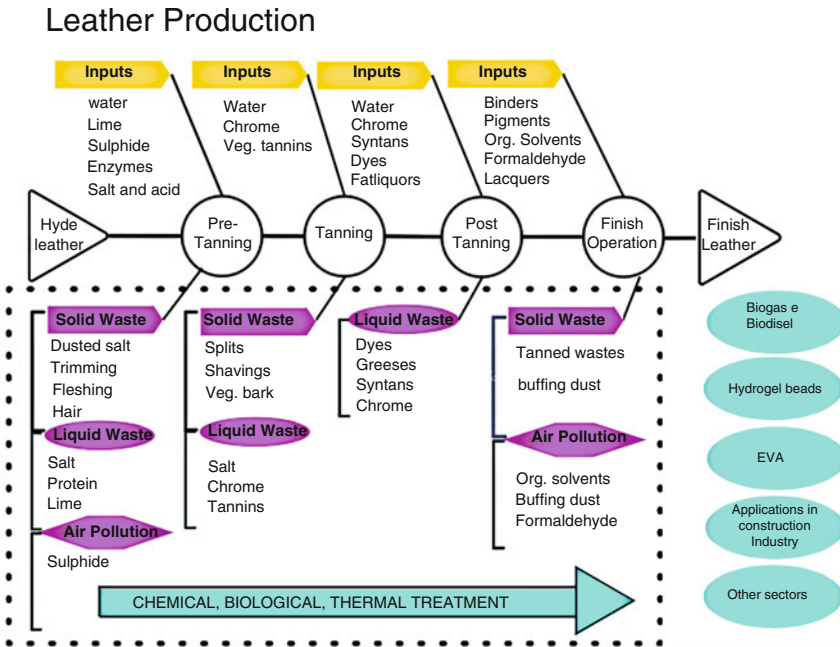 Leather Production
Inputs
water
Lime
Sulphide
Enzymes
Salt and acid
Inputs
Water
Chrome
Veg. tannins
Inputs
Water
Chrome
Syntans
Dyes
Fatliquors
Inputs
Binders
Pigments
Org. Solvents
Formaldehyde
Lacquers
Hyde
leather
Pre-
Tanning
Tanning
Post
Tanning
Finish
Operation
Finish
Leather
Solid Waste
Dusted salt
Trimming
Fleshing
Hair
Liquid Waste
Salt
Protein
Lime
Air Pollution
Sulphide
Solid Waste
Splits
Shavings
Veg. bark
Liquid Waste
Salt
Chrome
Tannins
Liquid Waste
Dyes
Greeses
Syntans
Chrome
Solid Waste
Tanned wastes
buffing dust
Air Pollution
Org. solvents
Buffing dust
Formaldehyde
CHEMICAL, BIOLOGICAL, THERMAL TREATMENT
Biogas e
Biodisel
Hydrogel beads
EVA
Applications in
construction
Industry
Other sectors